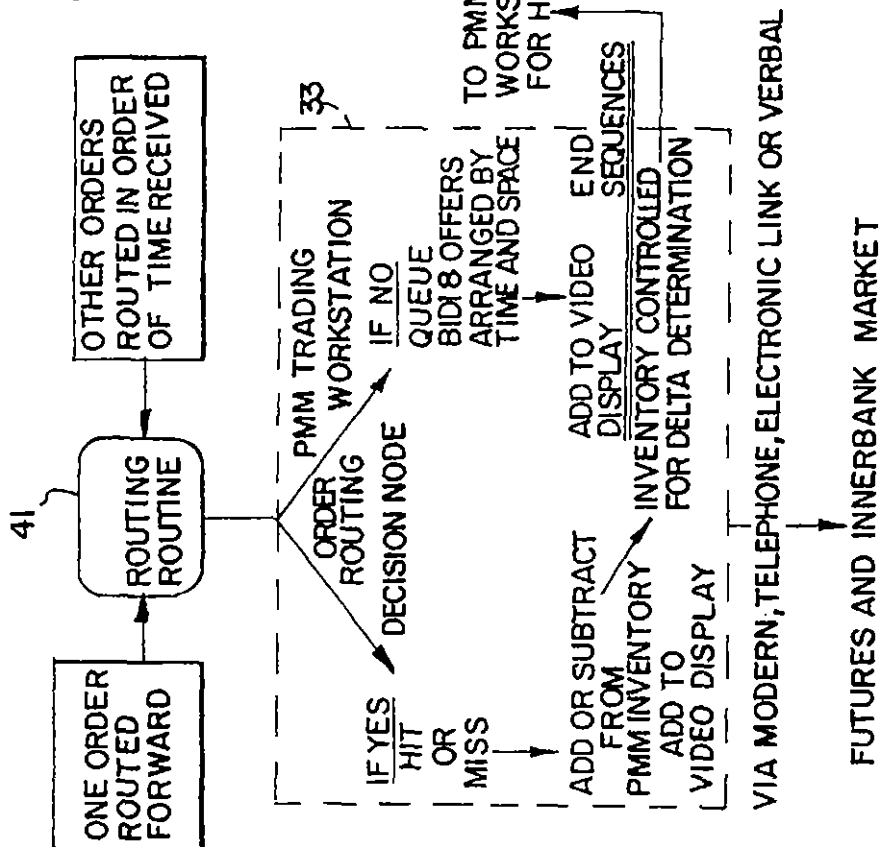 41
ONE ORDER
ROUTED
FORWARD
ROUTING
ROUTINE
OTHER ORDERS
ROUTED IN ORDER
OF TIME RECEIVED
33
PMM TRADING
WORKSTATION
ORDER
ROUTING
DECISION NODE
IF YES
HIT
OR
MISS
IF NO
QUEUE
BIDI 8 OFFERS
ARRANGED BY
TIME AND SPACE
ADD OR SUBTRACT
FROM
PMM INVENTORY
ADD TO
VIDEO DISPLAY
ADD TO VIDEO
DISPLAY
END
SEQUENCES
INVENTORY CONTROLLED
FOR DELTA DETERMINATION
TO PMM
WORKS
FOR H
VIA MODERN, TELEPHONE, ELECTRONIC LINK OR VERBAL
FUTURES AND INNERBANK MARKET